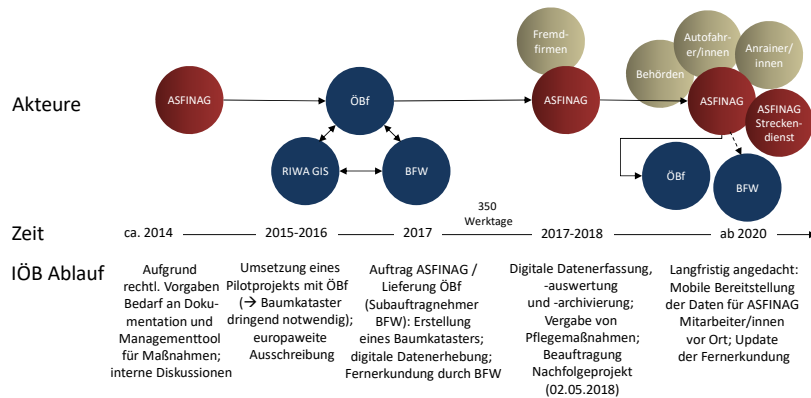 Akteure
ASFINAG
ÖBf
RIWA GIS
BFW
Fremd-
firmen
ASFINAG
Behörden
Autofahr-
er/innen
Anrainer/
innen
ASFINAG
ASFINAG
Strecken-
dienst
ÖBf
BFW
350
Werktage
Zeit
ca. 2014
2015-2016
2017
2017-2018
ab 2020
IÖB Ablauf
Aufgrund
rechtl. Vorgaben
Bedarf an Doku-
mentation und
Managementtool
für Maßnahmen;
interne Diskussionen
Umsetzung eines
Pilotprojekts mit ÖBf
(→ Baumkataster
dringend notwendig);
europaweite
Ausschreibung
Auftrag ASFINAG /
Lieferung ÖBf
(Subauftragnehmer
BFW): Erstellung
eines Baumkatasters;
digitale Datenerhebung;
Fernerkundung durch BFW
Digitale Datenerfassung,
-auswertung
und -archivierung;
Vergabe von
Pflegemaßnahmen;
Beauftragung
Nachfolgeprojekt
(02.05.2018)
Langfristig angedacht:
Mobile Bereitstellung
der Daten für ASFINAG
Mitarbeiter/innen
vor Ort; Update
der Fernerkundung